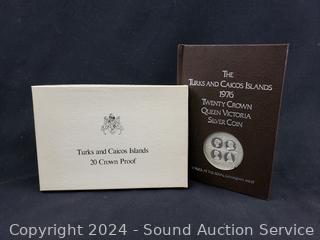 THE
TURKS AND CAICOS ISLANDS
1976
TWENTY CROWN
QUEEN VICTORIA
SILVER COIN
Turks and Caicos Islands
20 Crown Proof
Copyright 2024 - Sound Auction Service